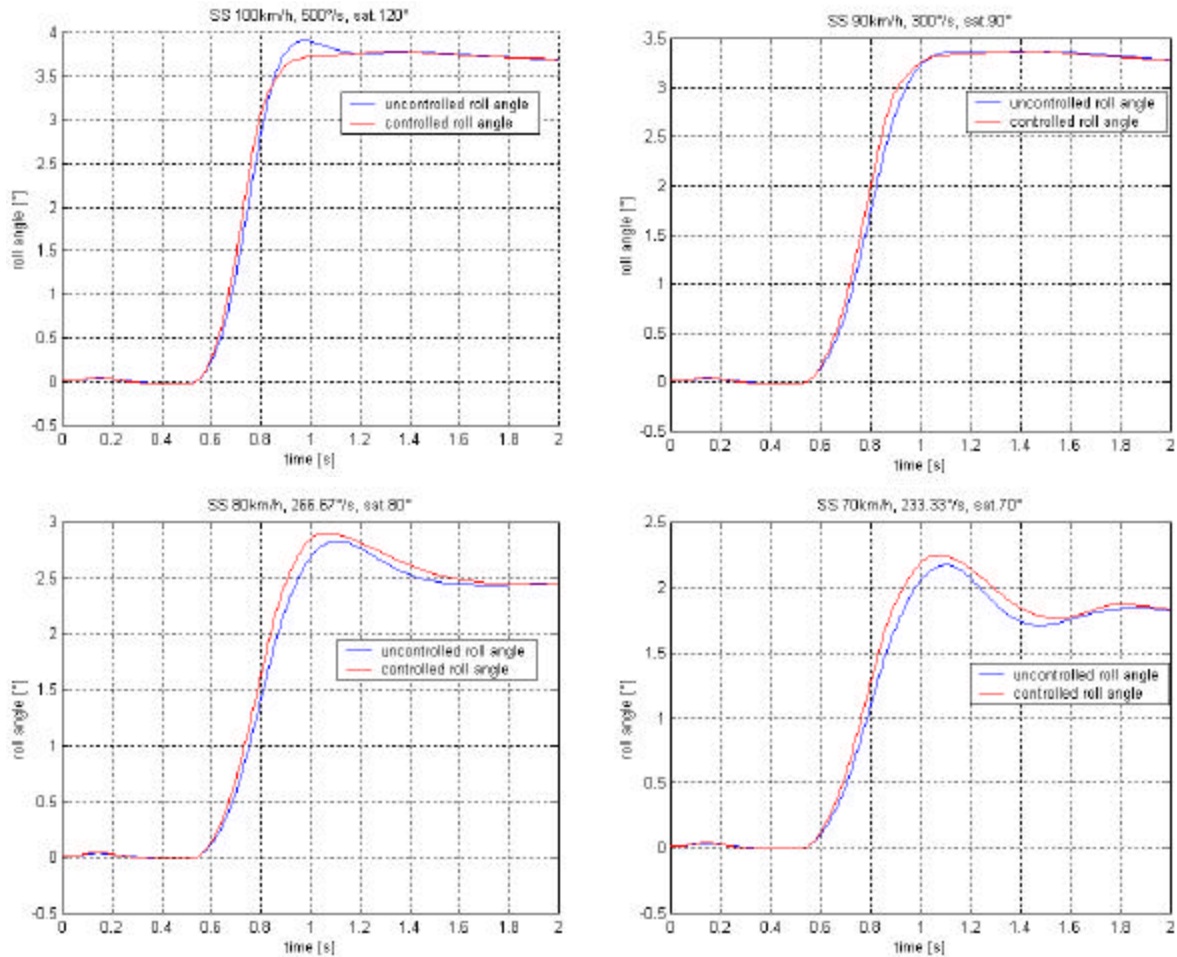 SS 100km/h, 500°/s, sat.120°
4
3.5
3
2.5
2
1.5
1
0.5
0
-0.5
roll angle [°]
uncontrolled roll angle
controlled roll angle
0 0.2 0.4 0.6 0.8 1 1.2 1.4 1.6 1.8 2
time [s]
SS 90km/h, 300°/s, sat.90°
3.5
3
2.5
2
1.5
1
0.5
0
-0.5
roll angle [°]
uncontrolled roll angle
controlled roll angle
0 0.2 0.4 0.6 0.8 1 1.2 1.4 1.6 1.8 2
time [s]
SS 80km/h, 266.67°/s, sat.80°
3
2.5
2
1.5
1
0.5
0
-0.5
roll angle [°]
uncontrolled roll angle
controlled roll angle
0 0.2 0.4 0.6 0.8 1 1.2 1.4 1.6 1.8 2
time [s]
SS 70km/h, 233.33°/s, sat.70°
2.5
2
1.5
1
0.5
0
-0.5
roll angle [°]
uncontrolled roll angle
controlled roll angle
0 0.2 0.4 0.6 0.8 1 1.2 1.4 1.6 1.8 2
time [s]